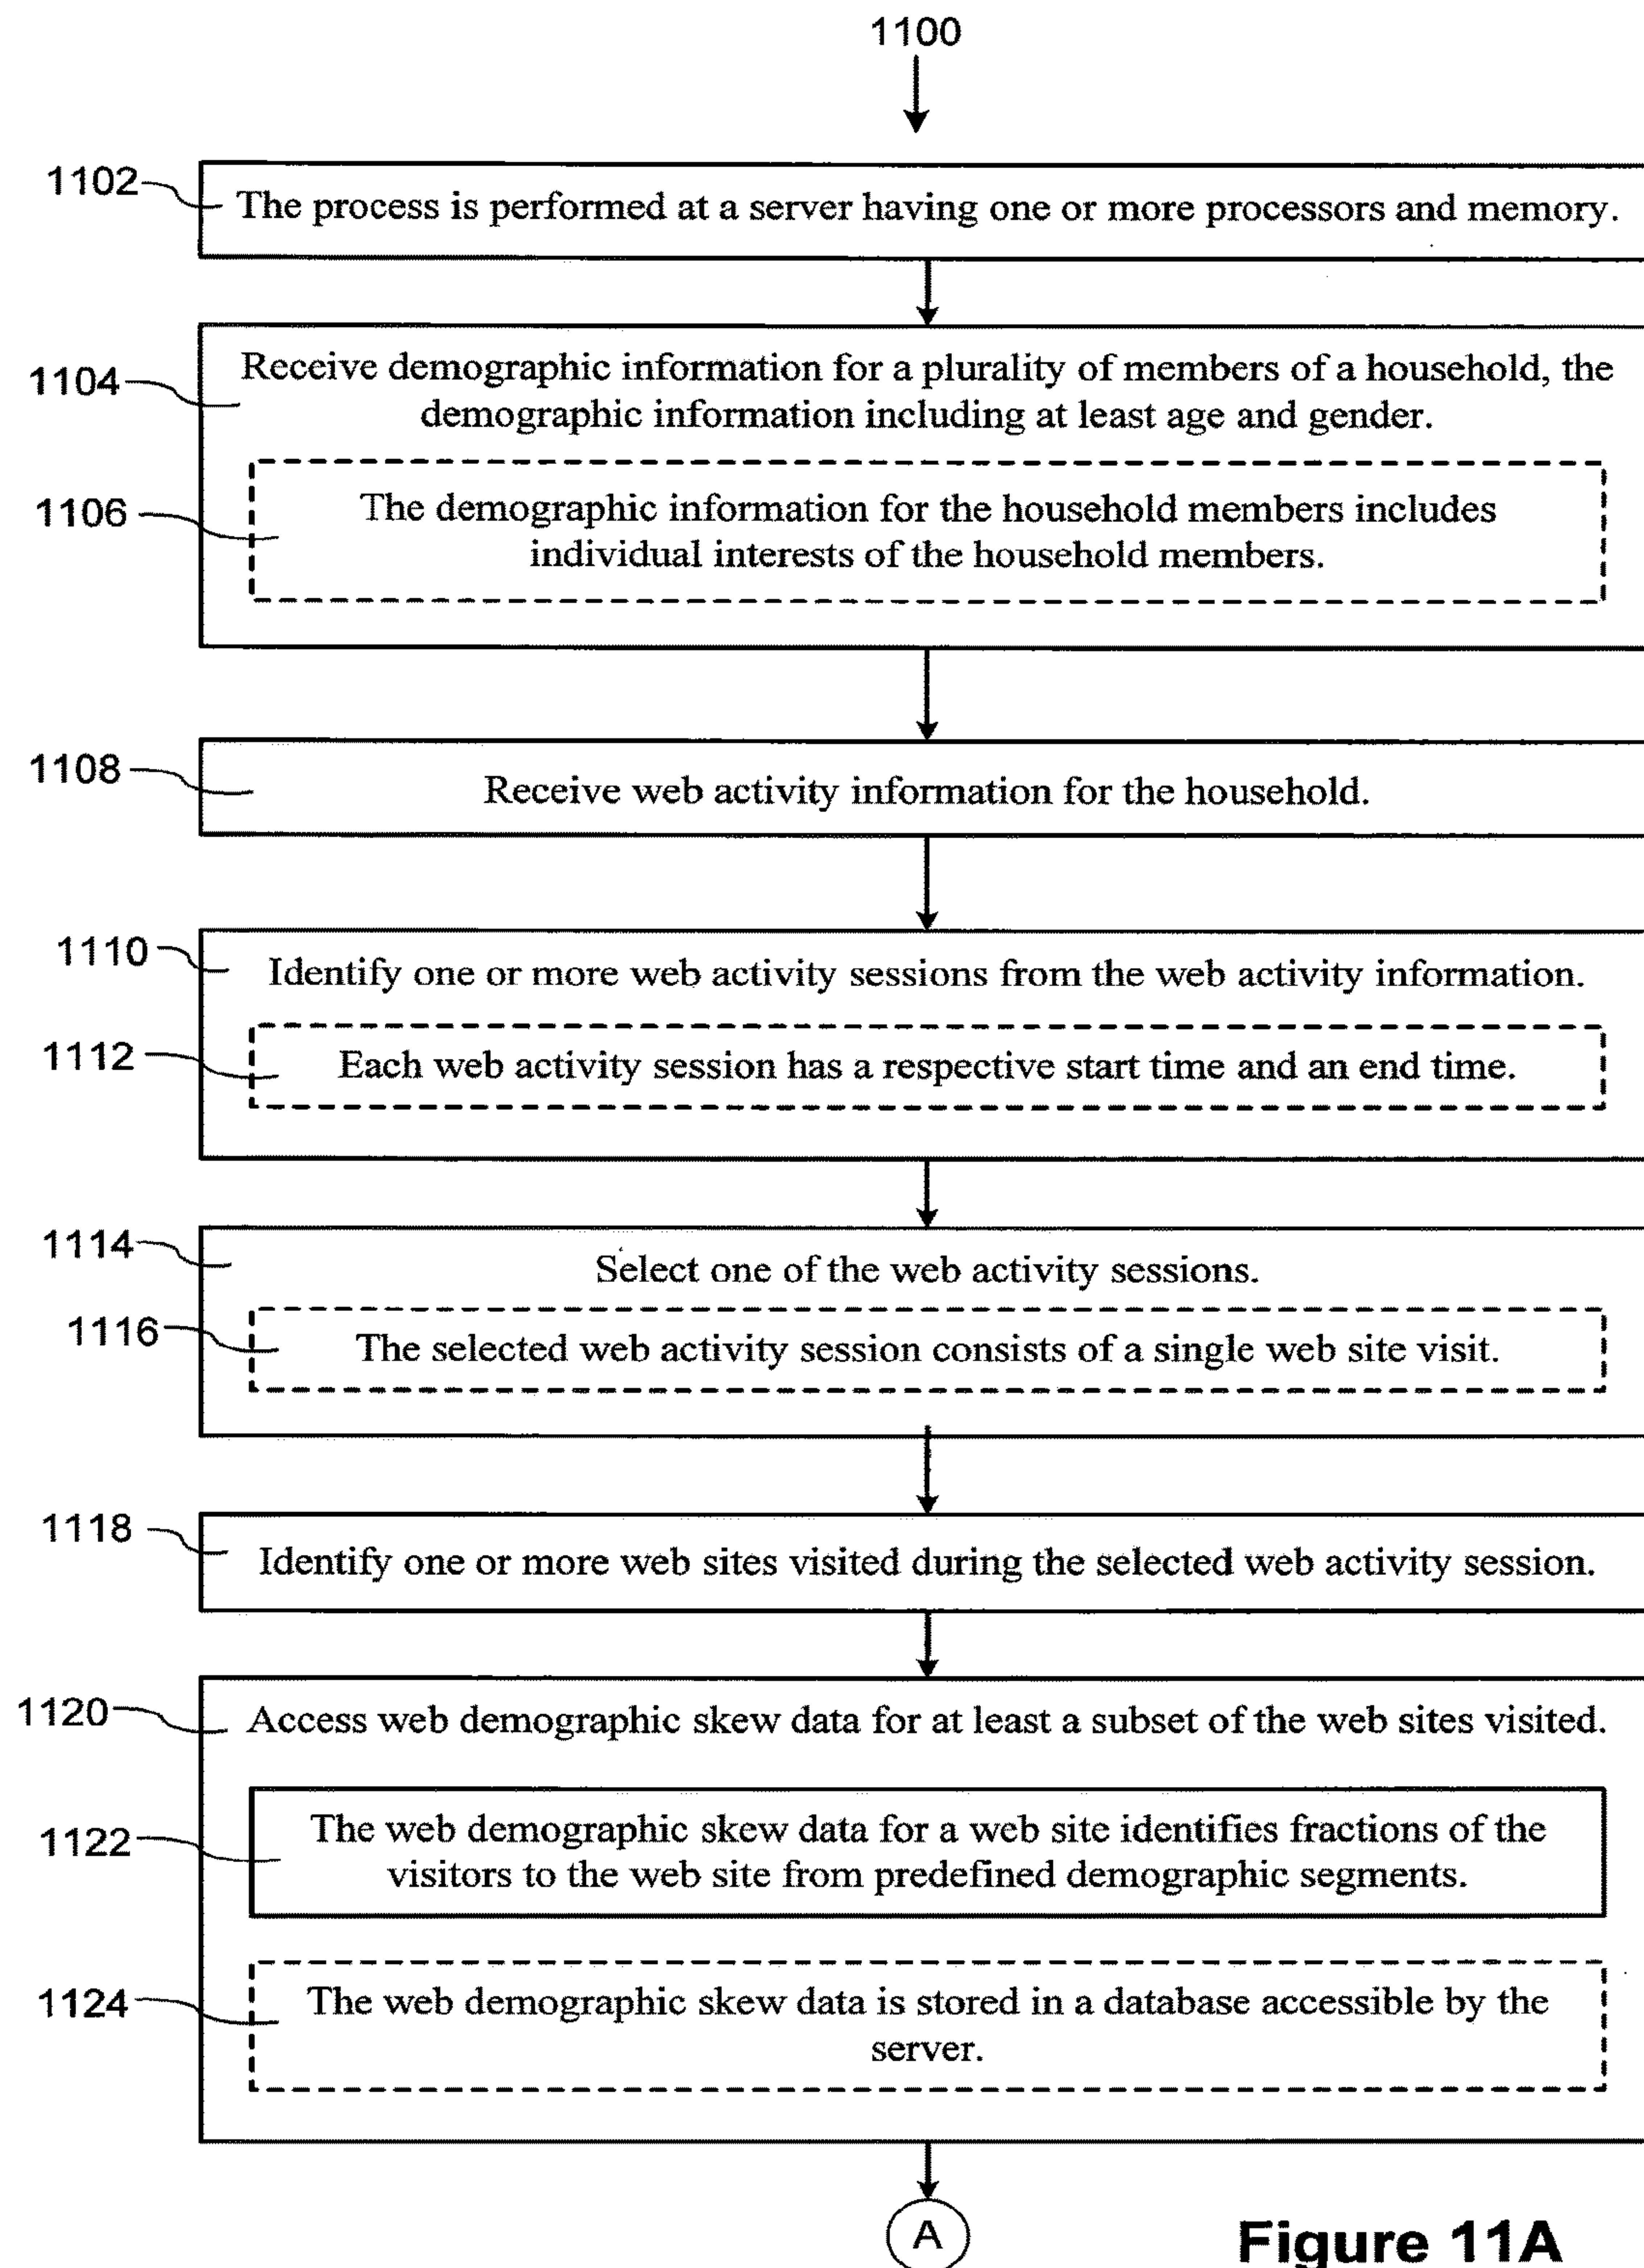 1100
1102
The process is performed at a server having one or more processors and memory.
1104
Receive demographic information for a plurality of members of a household, the
demographic information including at least age and gender.
1106
The demographic information for the household members includes
individual interests of the household members.
1108
Receive web activity information for the household.
1110
Identify one or more web activity sessions from the web activity information.
1112
Each web activity session has a respective start time and an end time.
1114
Select one of the web activity sessions.
1116
The selected web activity session consists of a single web site visit.
1118
Identify one or more web sites visited during the selected web activity session.
1120
Access web demographic skew data for at least a subset of the web sites visited.
1122
The web demographic skew data for a web site identifies fractions of the
visitors to the web site from predefined demographic segments.
1124
The web demographic skew data is stored in a database accessible by the
server.
A
Figure 11A